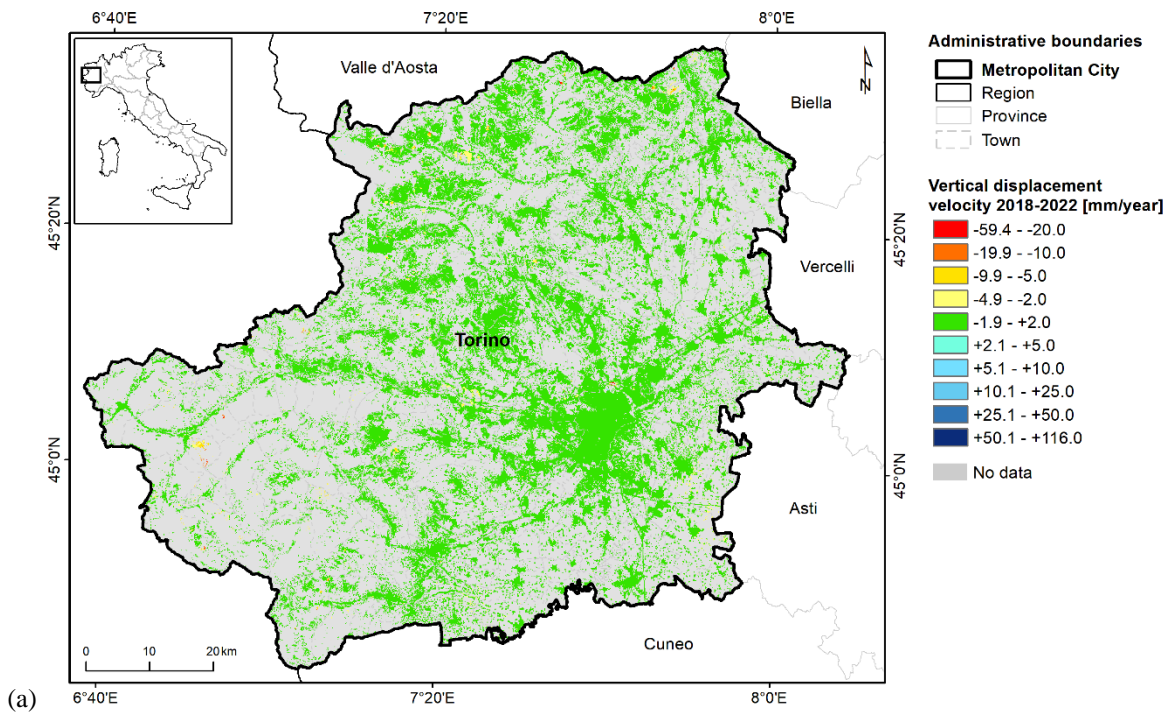 6°40'E
7°20'E
8°0'E
Valle d'Aosta
Biella
N
45°20'N
45°20'N
Vercelli
Torino
45°0'N
45°0'N
Asti
Cuneo
0 10 20 km
6°40'E
7°20'E
8°0'E
(a)
Administrative boundaries
Metropolitan City
Region
Province
Town
Vertical displacement
velocity 2018-2022 [mm/year]
-59.4 - -20.0
-19.9 - -10.0
-9.9 - -5.0
-4.9 - -2.0
-1.9 - +2.0
+2.1 - +5.0
+5.1 - +10.0
+10.1 - +25.0
+25.1 - +50.0
+50.1 - +116.0
No data